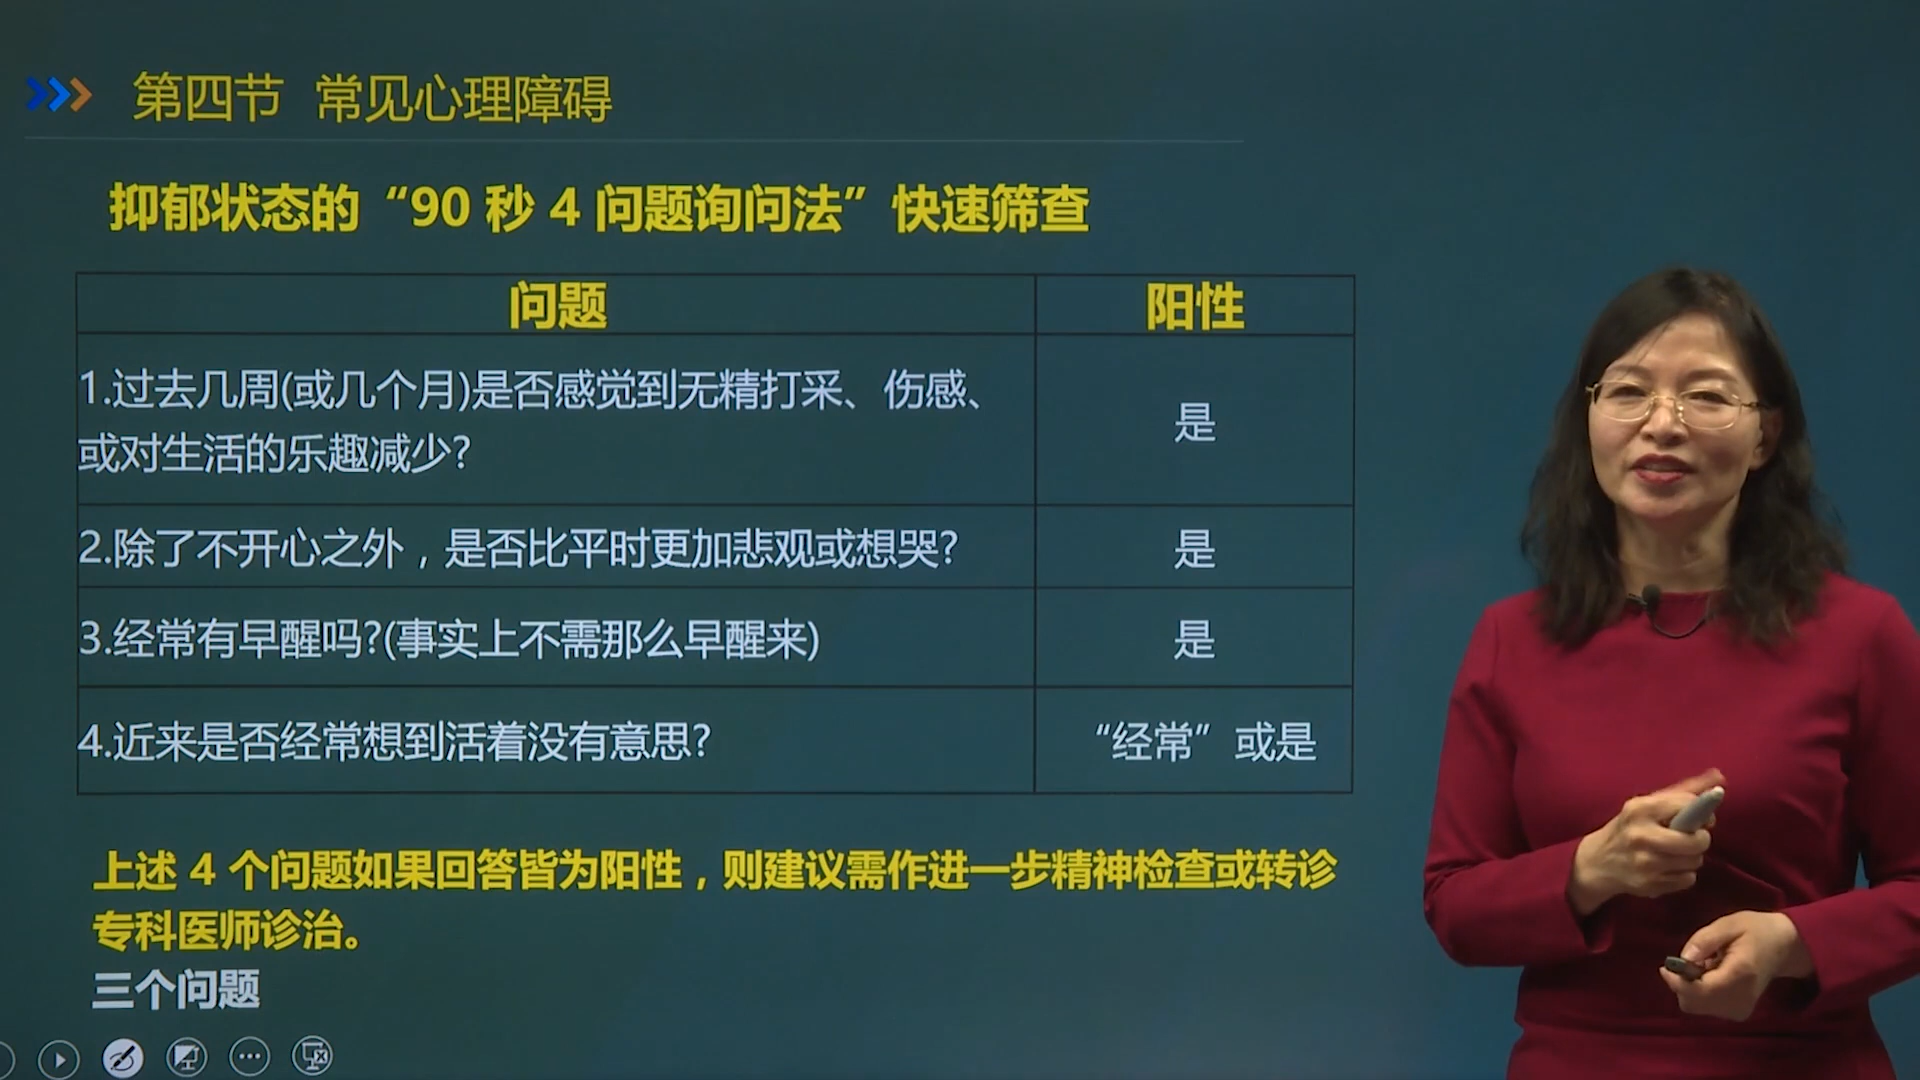 第四节 常见心理障碍
抑郁状态的“90 秒 4 问题询问法”快速筛查
问题
阳性
1.过去几周(或几个月)是否感觉到无精打采、伤感、
或对生活的乐趣减少?
是
2.除了不开心之外，是否比平时更加悲观或想哭?
是
3.经常有早醒吗?(事实上不需那么早醒来)
是
4.近来是否经常想到活着没有意思?
“经常”或是
上述 4 个问题如果回答皆为阳性，则建议需作进一步精神检查或转诊
专科医师诊治。
三个问题